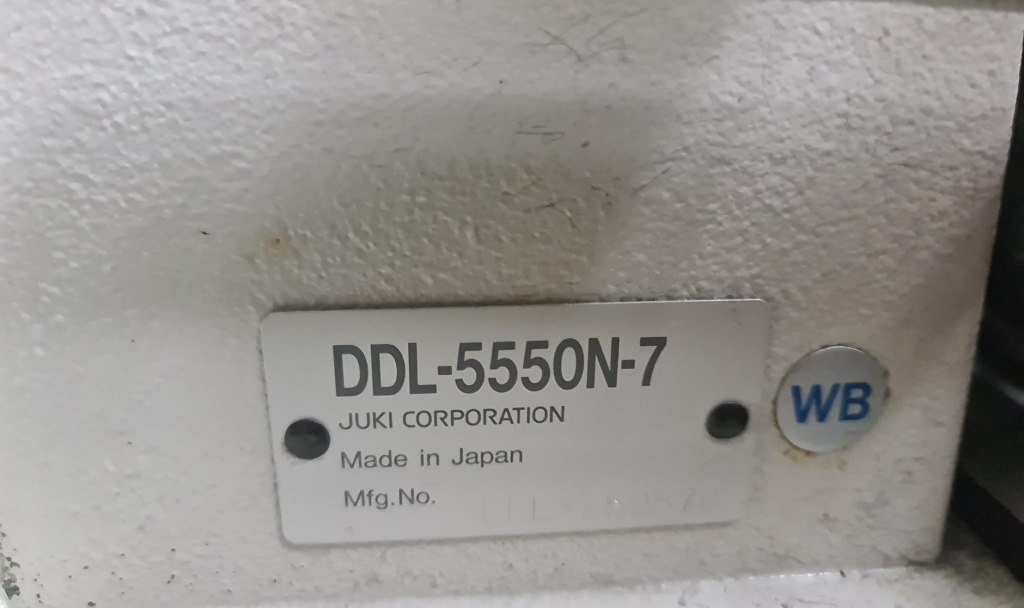 DDL-5550N-7
JUKI CORPORATION
Made in Japan
Mfg.No.
WB